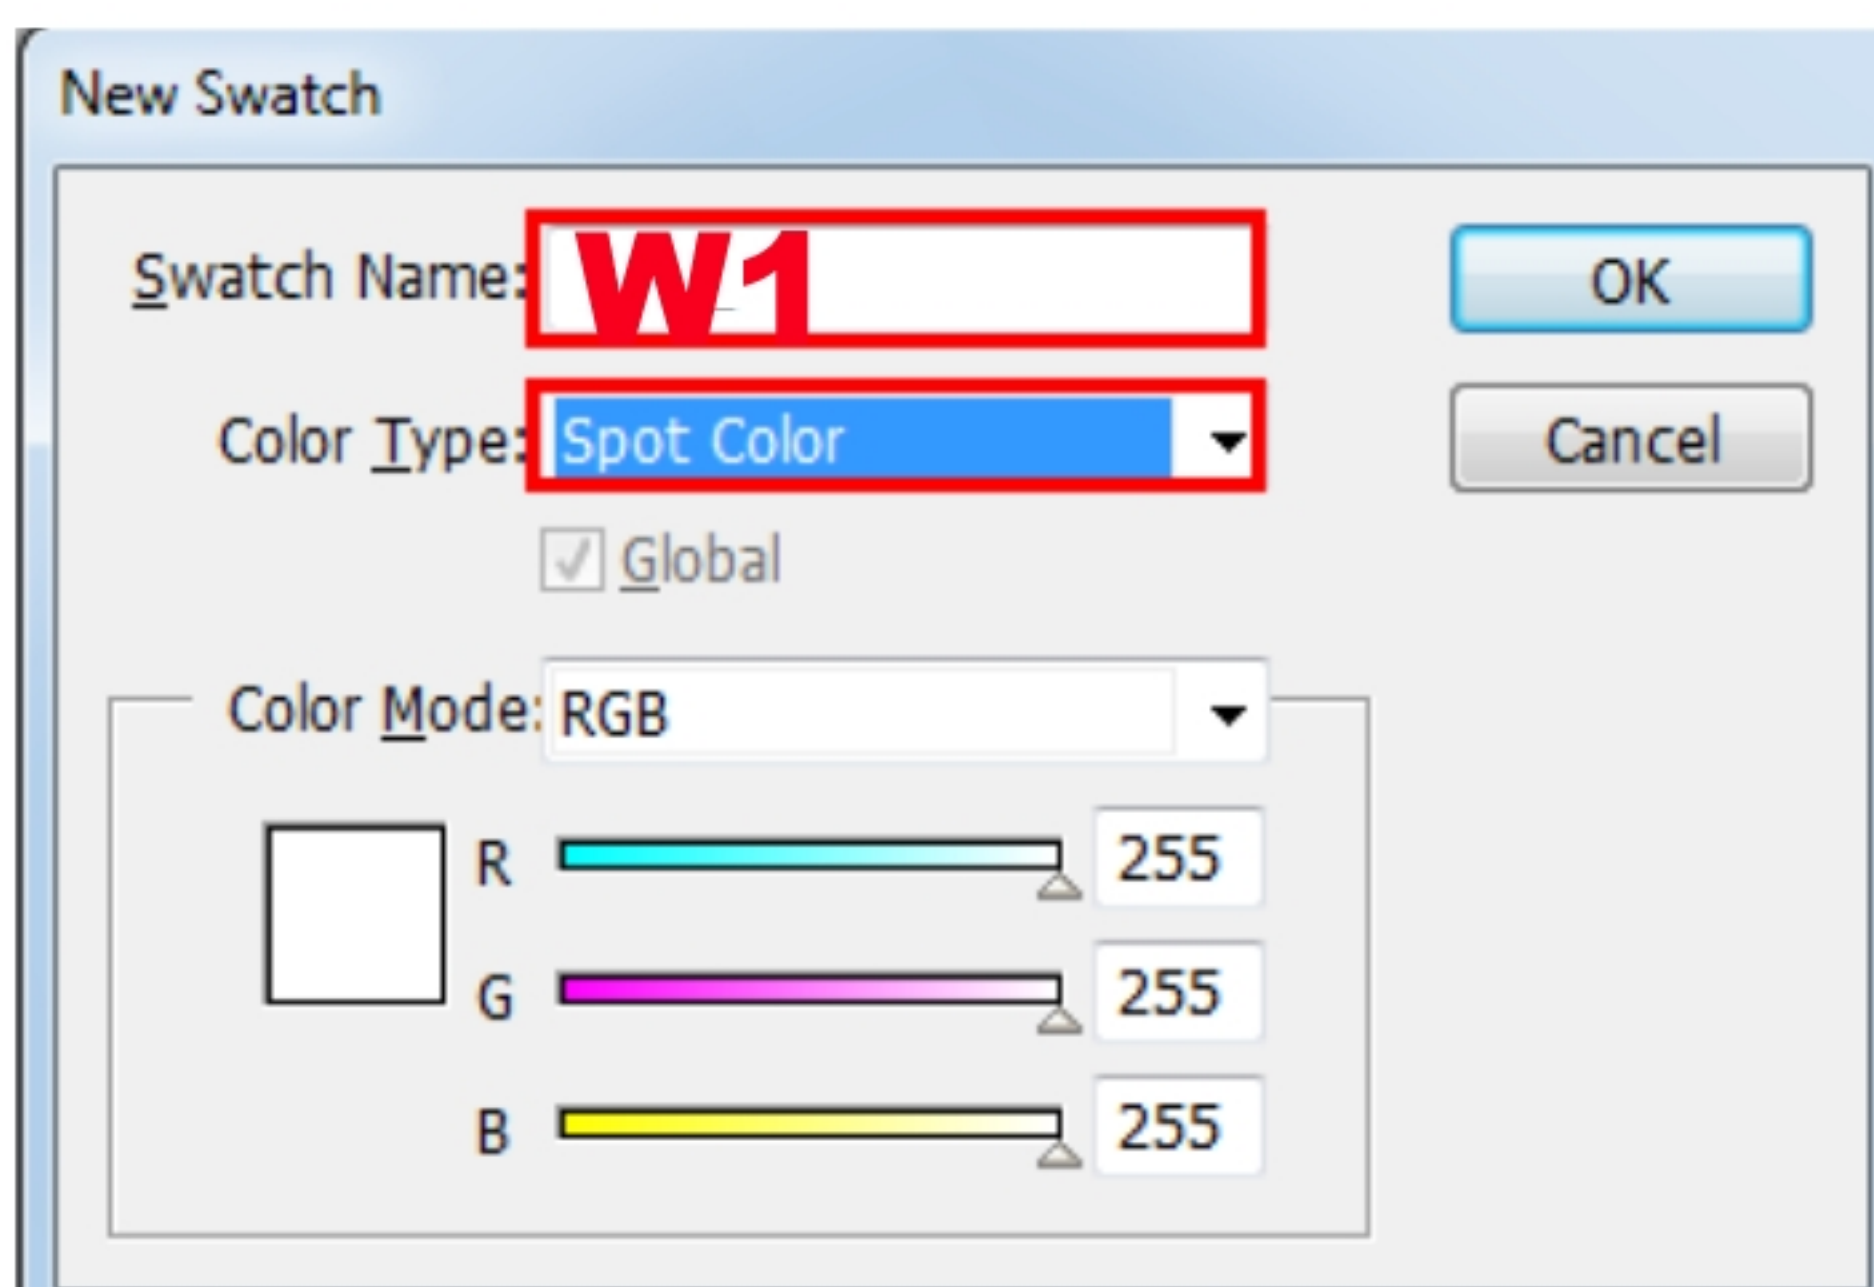 New Swatch
Swatch Name: W1
OK
Color Type: Spot Color
Cancel
Global
Color Mode: RGB
R 255
G 255
B 255